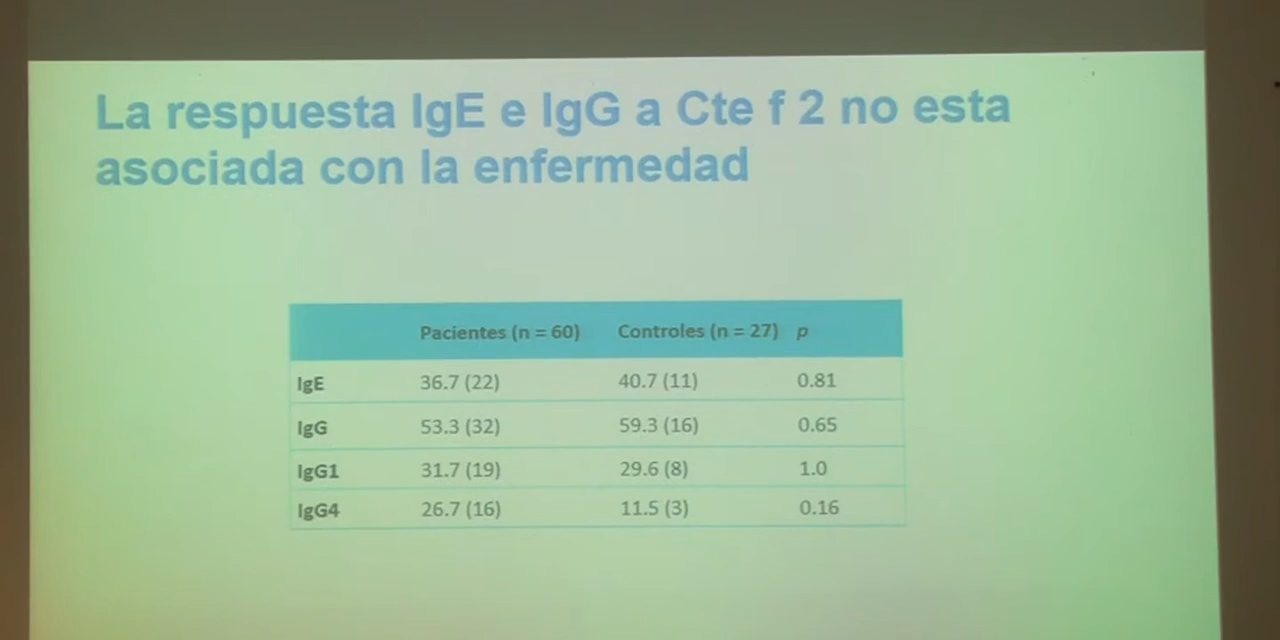 La respuesta IgE e IgG a Cte f 2 no esta
asociada con la enfermedad
Pacientes (n = 60) Controles (n = 27) p
IgE 36.7 (22) 40.7 (11) 0.81
IgG 53.3 (32) 59.3 (16) 0.65
IgG1 31.7 (19) 29.6 (8) 1.0
IgG4 26.7 (16) 11.5 (3) 0.16